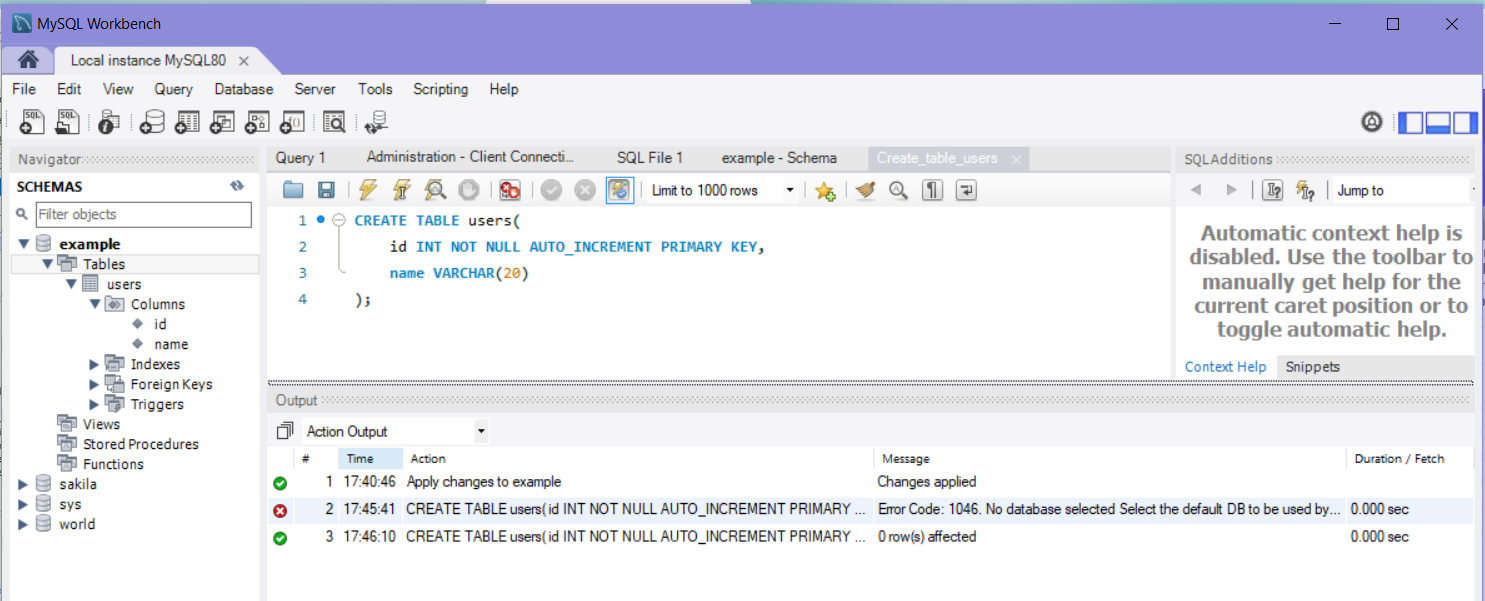 MySQL Workbench
Local instance MySQL80
File Edit View Query Database Server Tools Scripting Help
SQL SQL
Navigator
SCHEMAS
Filter objects
example
Tables
users
Columns
id
name
Indexes
Foreign Keys
Triggers
Views
Stored Procedures
Functions
sakila
sys
world
Query 1 Administration - Client Connecti... SQL File 1 example - Schema Create_table_users
Limit to 1000 rows
1 CREATE TABLE users(
2 id INT NOT NULL AUTO_INCREMENT PRIMARY KEY,
3 name VARCHAR(20)
4 );
SQLAdditions
Jump to
Automatic context help is
disabled. Use the toolbar to
manually get help for the
current caret position or to
toggle automatic help.
Context Help Snippets
Output
Action Output
# Time Action Message Duration / Fetch
1 17:40:46 Apply changes to example Changes applied
2 17:45:41 CREATE TABLE users( id INT NOT NULL AUTO_INCREMENT PRIMARY ... Error Code: 1046. No database selected Select the default DB to be used by... 0.000 sec
3 17:46:10 CREATE TABLE users( id INT NOT NULL AUTO_INCREMENT PRIMARY ... 0 row(s) affected 0.000 sec